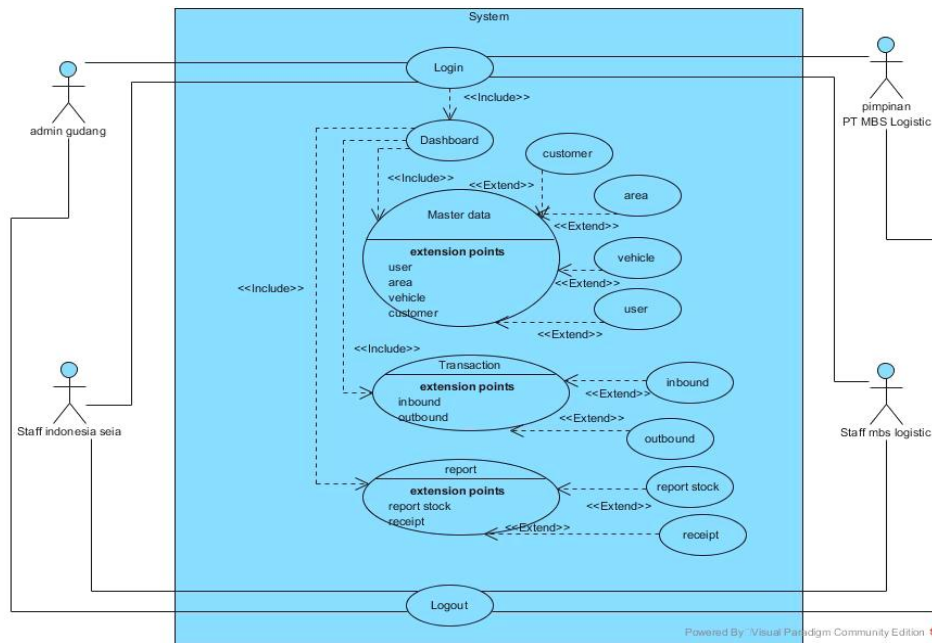 System
Login
<<Include>>
admin gudang
pimpinan
PT MBS Logistic
Dashboard
customer
<<Include>>
<<Extend>>
area
Master data
<<Extend>>
extension points
user
area
vehicle
customer
vehicle
<<Extend>>
<<Include>>
user
<<Extend>>
<<Include>>
Transaction
extension points
inbound
outbound
inbound
<<Extend>>
<<Extend>>
outbound
Staff indonesia seia
Staff mbs logistic
report
extension points
report stock
receipt
report stock
<<Extend>>
<<Extend>>
receipt
Logout
Powered By Visual Paradigm Community Edition